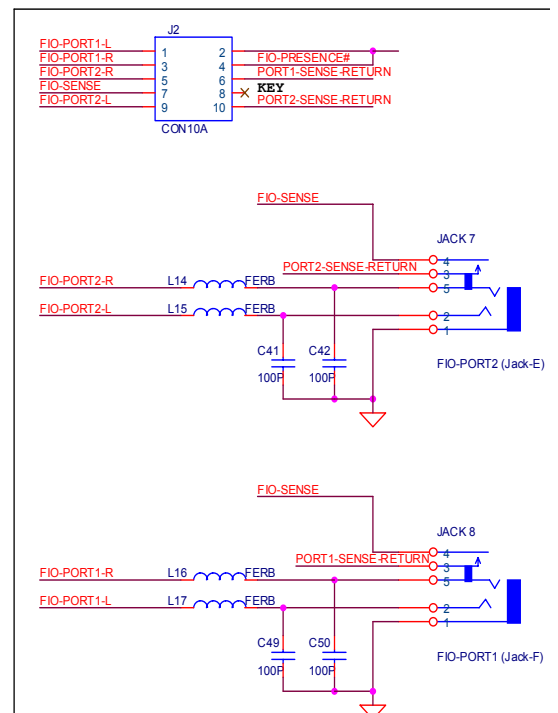 J2
FIO-PORT1-L 1 2
FIO-PORT1-R 3 4 FIO-PRESENCE#
FIO-PORT2-R 5 6 PORT1-SENSE-RETURN
FIO-SENSE 7 8 KEY
FIO-PORT2-L 9 10 PORT2-SENSE-RETURN
CON10A
FIO-SENSE
JACK 7
4
PORT2-SENSE-RETURN 3
FIO-PORT2-R L14 FERB 5
FIO-PORT2-L L15 FERB 2
1
C41 C42
100P 100P
FIO-PORT2 (Jack-E)
FIO-SENSE
JACK 8
4
PORT1-SENSE-RETURN 3
FIO-PORT1-R L16 FERB 5
FIO-PORT1-L L17 FERB 2
1
C49 C50
100P 100P
FIO-PORT1 (Jack-F)